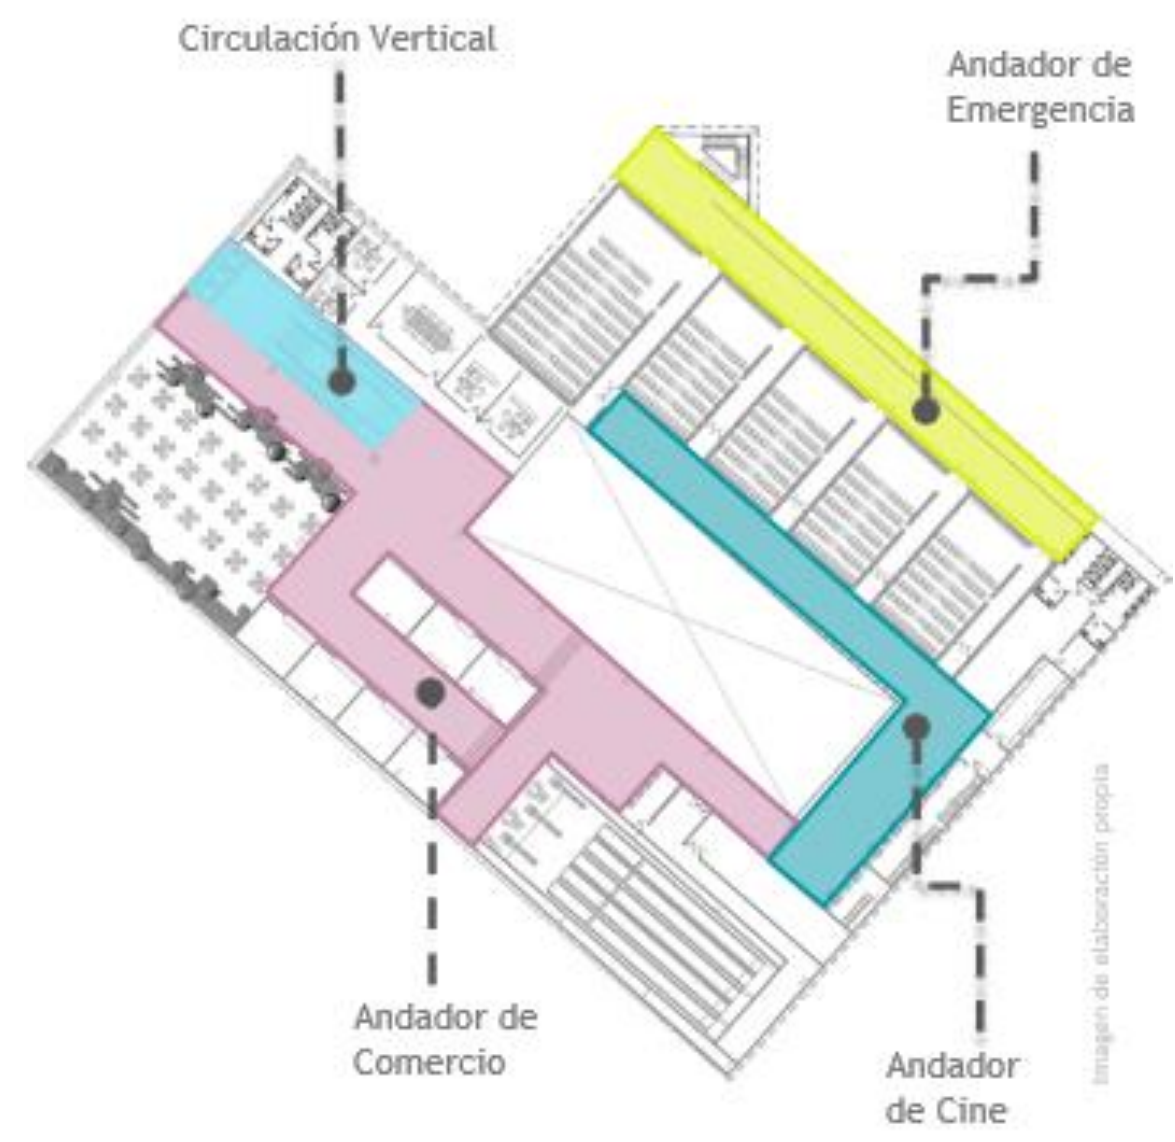 Circulación Vertical
Andador de
Emergencia
Andador de
Comercio
Andador
de Cine
Imagen de elaboración propia